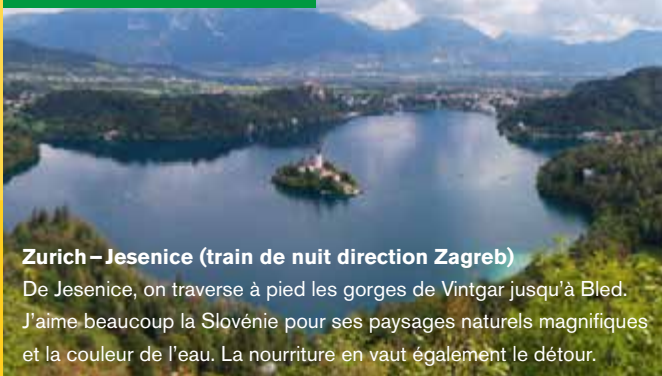 Zurich – Jesenice (train de nuit direction Zagreb)
De Jesenice, on traverse à pied les gorges de Vintgar jusqu’à Bled.
J’aime beaucoup la Slovénie pour ses paysages naturels magnifiques
et la couleur de l’eau. La nourriture en vaut également le détour.